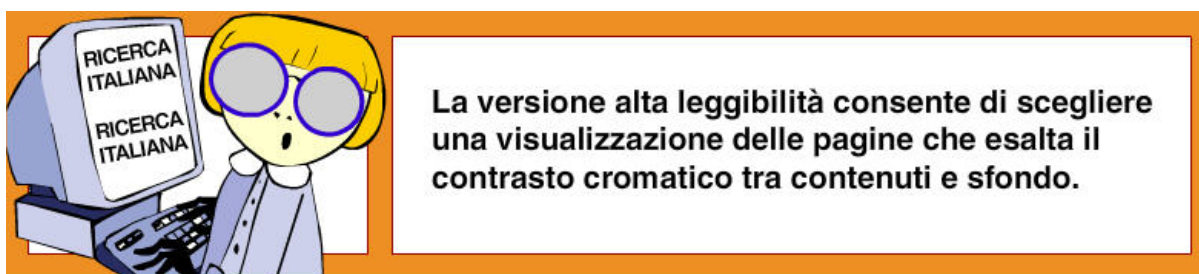 RICERCA
ITALIANA
RICERCA
ITALIANA
La versione alta leggibilità consente di scegliere
una visualizzazione delle pagine che esalta il
contrasto cromatico tra contenuti e sfondo.